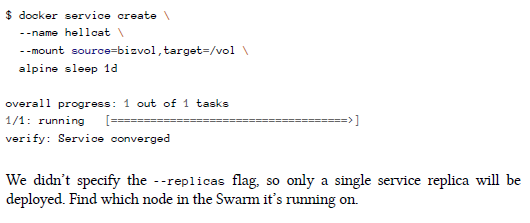 $ docker service create \
--name hellcat \
--mount source=bizvol,target=/vol \
alpine sleep 1d
overall progress: 1 out of 1 tasks
1/1: running [====================================>]
verify: Service converged
We didn’t specify the --replicas flag, so only a single service replica will be
deployed. Find which node in the Swarm it’s running on.